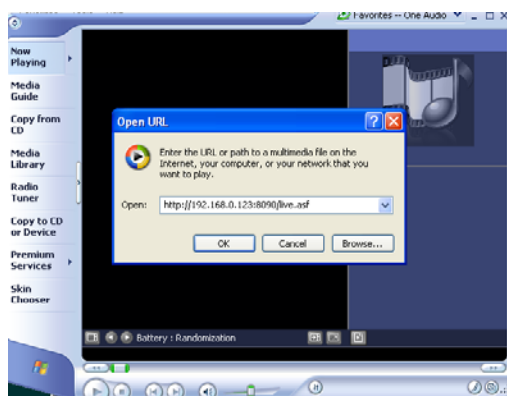 Favorites -- One Audio
Now
Playing
Media
Guide
Copy from
CD
Media
Library
Radio
Tuner
Copy to CD
or Device
Premium
Services
Skin
Chooser
Open URL
Enter the URL or path to a multimedia file on the
Internet, your computer, or your network that you
want to play.
Open: http://192.168.0.123:8090/live.asf
OK Cancel Browse...
Battery : Randomization